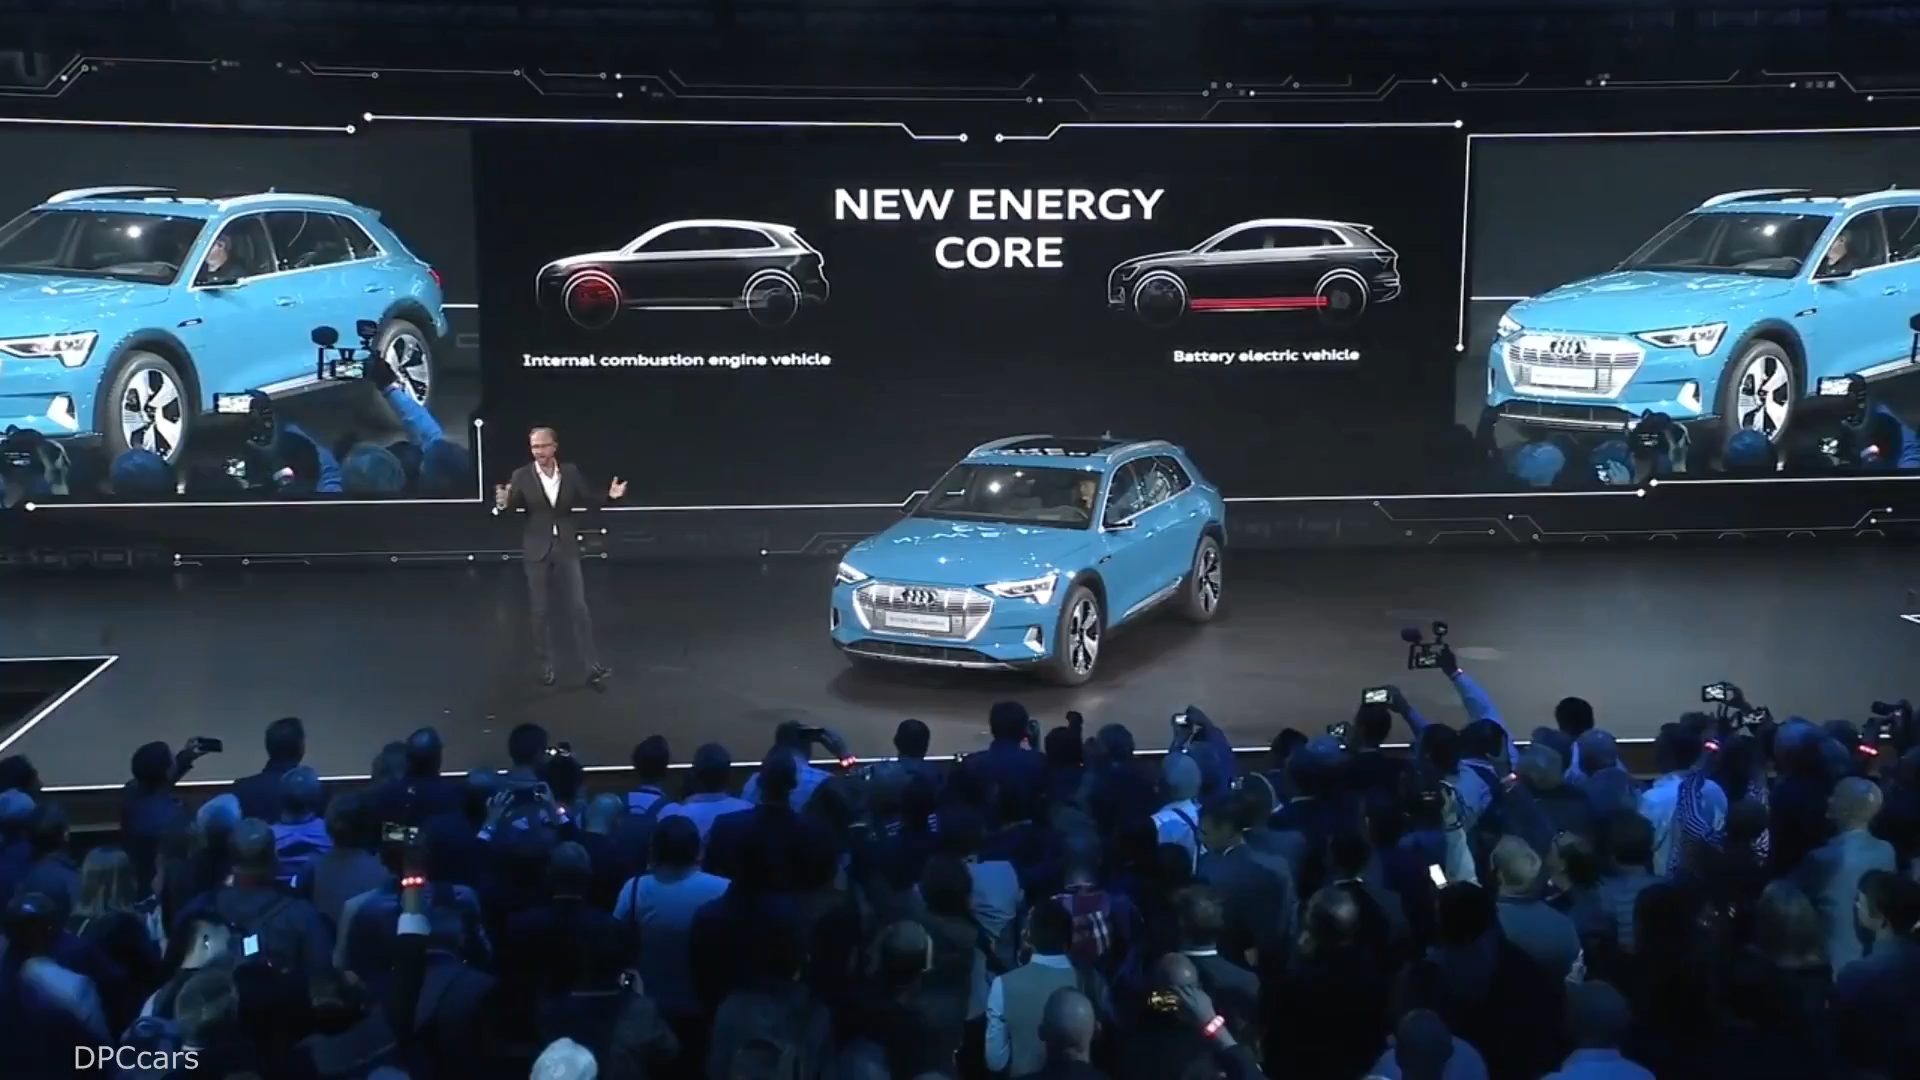 NEW ENERGY
CORE
Internal combustion engine vehicle
Battery electric vehicle
DPCcars